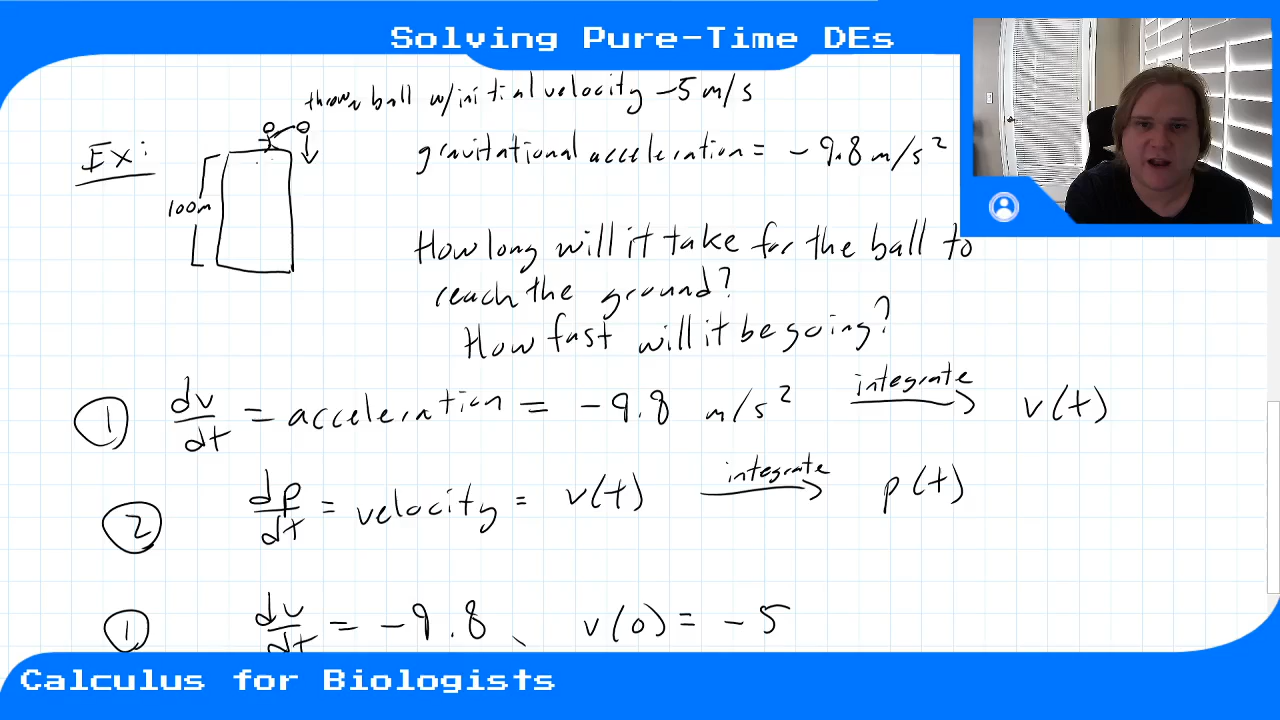 Solving Pure-Time DEs
thrown ball w/initial velocity -5 m/s
Ex:
gravitational acceleration = -9.8 m/s²
100m
How long will it take for the ball to
reach the ground?
How fast will it be going?
① dv/dt = acceleration = -9.8 m/s² integrate → v(t)
② dp/dt = velocity = v(t) integrate → p(t)
① dv/dt = -9.8, v(0) = -5
Calculus for Biologists